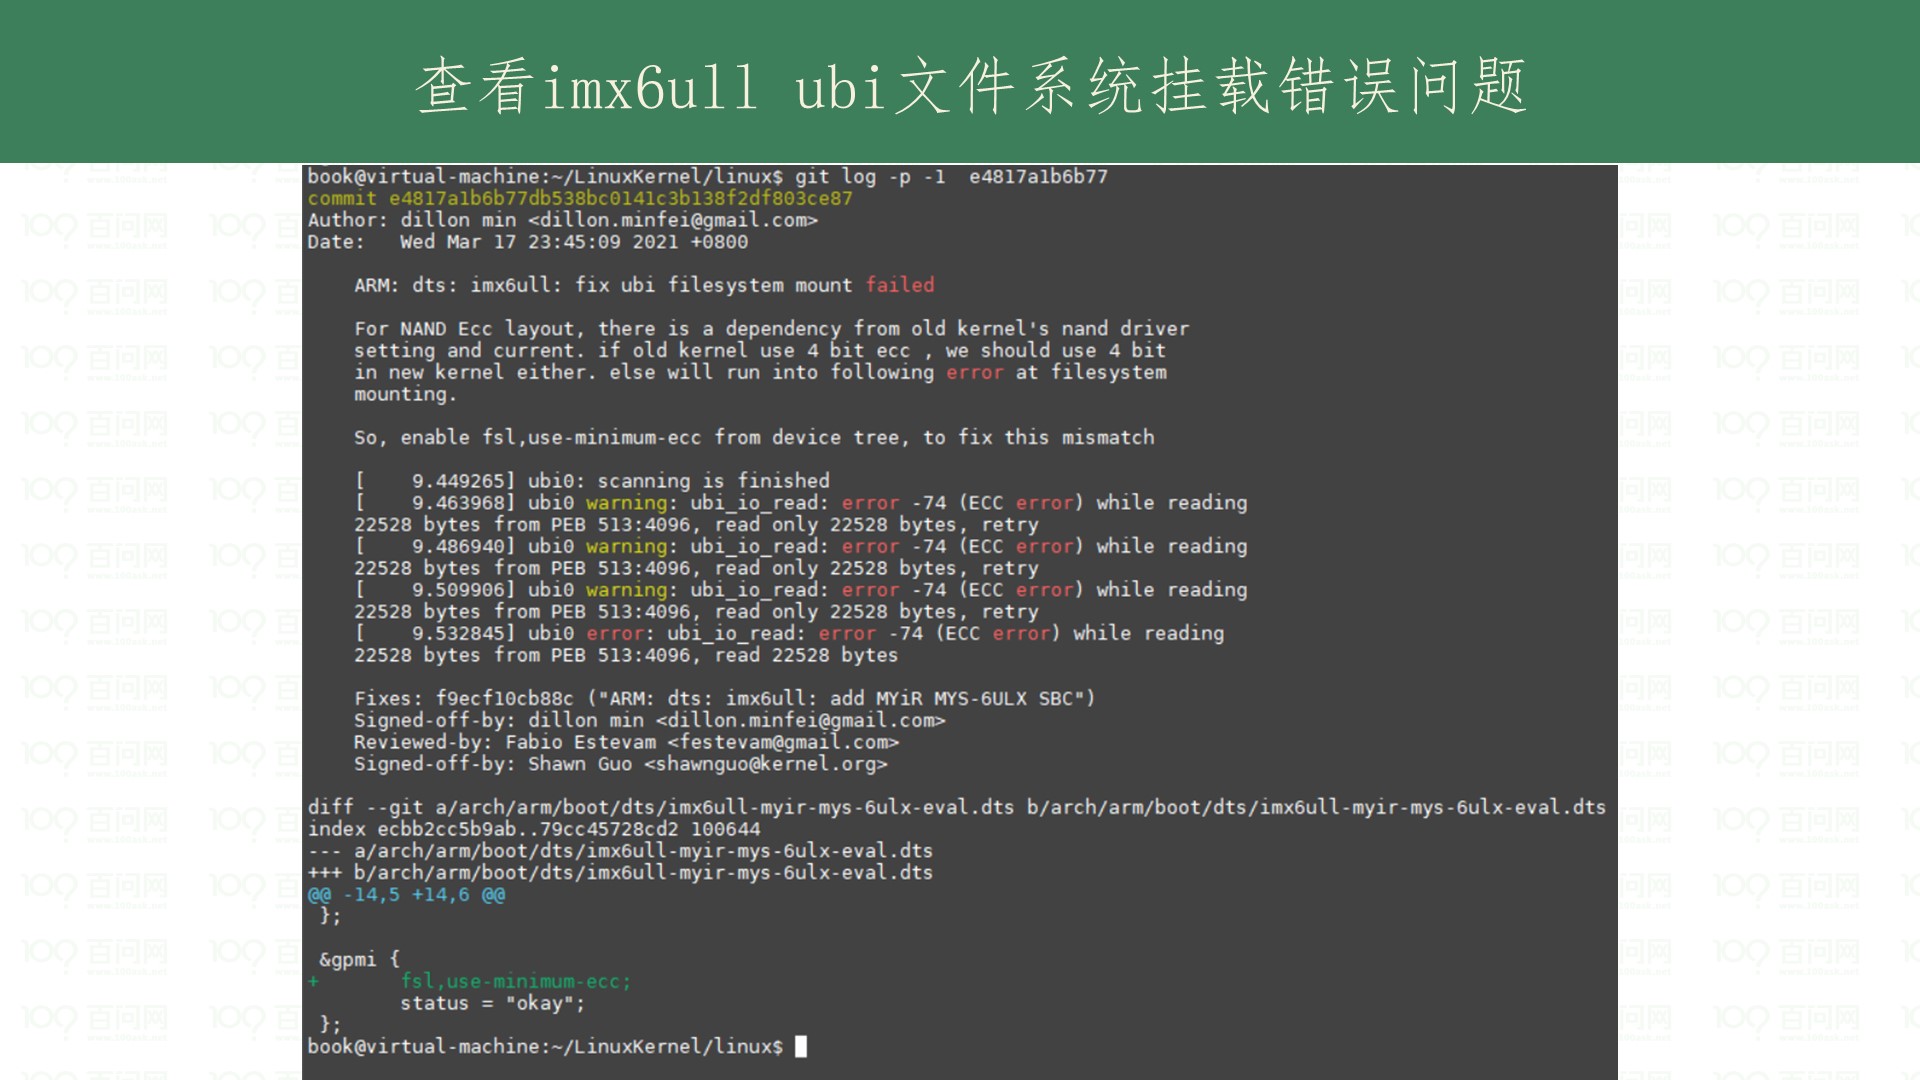 查看imx6ull ubi文件系统挂载错误问题
book@virtual-machine:~/LinuxKernel/linux$ git log -p -1  e4817a1b6b77
commit e4817a1b6b77db538bc0141c3b138f2df803ce87
Author: dillon min <dillon.minfei@gmail.com>
Date:   Wed Mar 17 23:45:09 2021 +0800
ARM: dts: imx6ull: fix ubi filesystem mount failed
For NAND Ecc layout, there is a dependency from old kernel's nand driver
setting and current. if old kernel use 4 bit ecc , we should use 4 bit
in new kernel either. else will run into following error at filesystem
mounting.
So, enable fsl,use-minimum-ecc from device tree, to fix this mismatch
[    9.449265] ubi0: scanning is finished
[    9.463968] ubi0 warning: ubi_io_read: error -74 (ECC error) while reading
22528 bytes from PEB 513:4096, read only 22528 bytes, retry
[    9.486940] ubi0 warning: ubi_io_read: error -74 (ECC error) while reading
22528 bytes from PEB 513:4096, read only 22528 bytes, retry
[    9.509906] ubi0 warning: ubi_io_read: error -74 (ECC error) while reading
22528 bytes from PEB 513:4096, read only 22528 bytes, retry
[    9.532845] ubi0 error: ubi_io_read: error -74 (ECC error) while reading
22528 bytes from PEB 513:4096, read 22528 bytes
Fixes: f9ecf10cb88c ("ARM: dts: imx6ull: add MYiR MYS-6ULX SBC")
Signed-off-by: dillon min <dillon.minfei@gmail.com>
Reviewed-by: Fabio Estevam <festevam@gmail.com>
Signed-off-by: Shawn Guo <shawnguo@kernel.org>
diff --git a/arch/arm/boot/dts/imx6ull-myir-mys-6ulx-eval.dts b/arch/arm/boot/dts/imx6ull-myir-mys-6ulx-eval.dts
index ecbb2cc5b9ab..79cc45728cd2 100644
--- a/arch/arm/boot/dts/imx6ull-myir-mys-6ulx-eval.dts
+++ b/arch/arm/boot/dts/imx6ull-myir-mys-6ulx-eval.dts
@@ -14,5 +14,6 @@
};
&gpmi {
+       fsl,use-minimum-ecc;
status = "okay";
};
book@virtual-machine:~/LinuxKernel/linux$